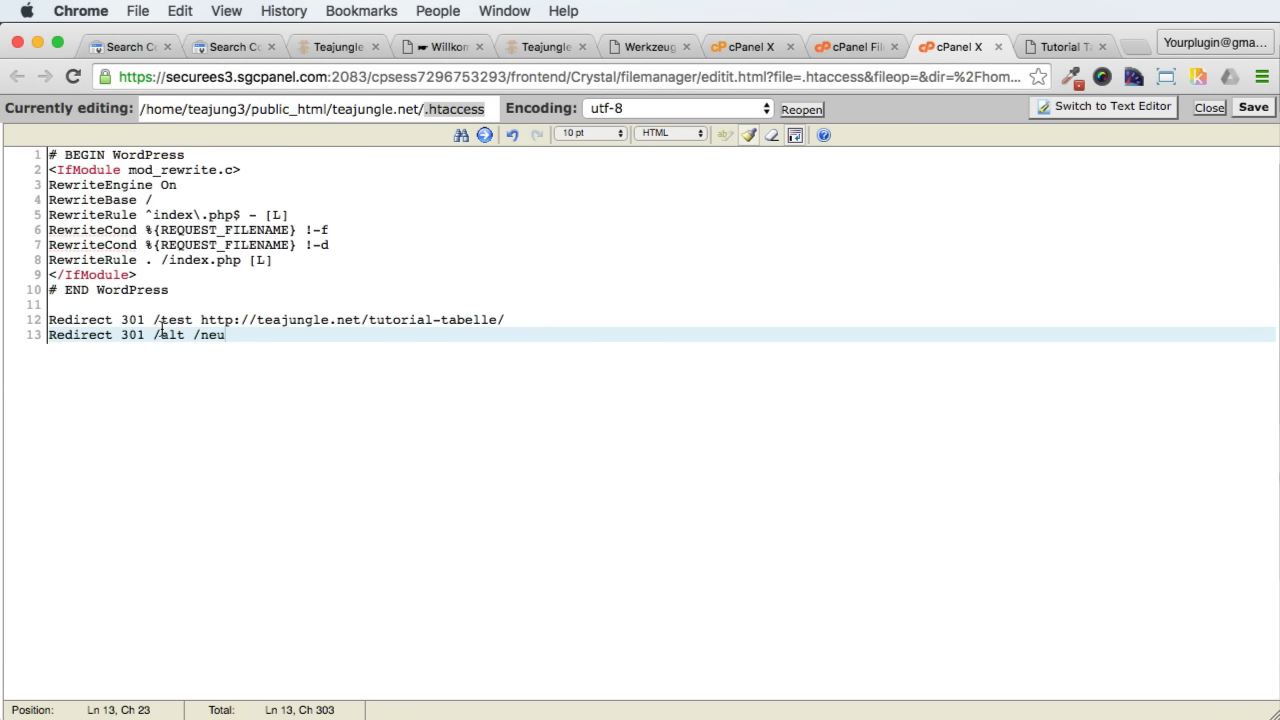 Chrome File Edit View History Bookmarks People Window Help
Search Co Search Co Teajungle Willkom Teajungle Werkzeug cPanel X cPanel Fil cPanel X Tutorial T Yourplugin@gma...
https://securees3.sgcpanel.com:2083/cpsess7296753293/frontend/Crystal/filemanager/editit.html?file=.htaccess&fileop=&dir=%2Fhom...
Currently editing: /home/teajung3/public_html/teajungle.net/.htaccess Encoding: utf-8 Reopen Switch to Text Editor Close Save
10 pt HTML
1 # BEGIN WordPress
2 <IfModule mod_rewrite.c>
3 RewriteEngine On
4 RewriteBase /
5 RewriteRule ^index\.php$ - [L]
6 RewriteCond %{REQUEST_FILENAME} !-f
7 RewriteCond %{REQUEST_FILENAME} !-d
8 RewriteRule . /index.php [L]
9 </IfModule>
10 # END WordPress
11
12 Redirect 301 /test http://teajungle.net/tutorial-tabelle/
13 Redirect 301 /alt /neu
Position: Ln 13, Ch 23 Total: Ln 13, Ch 303